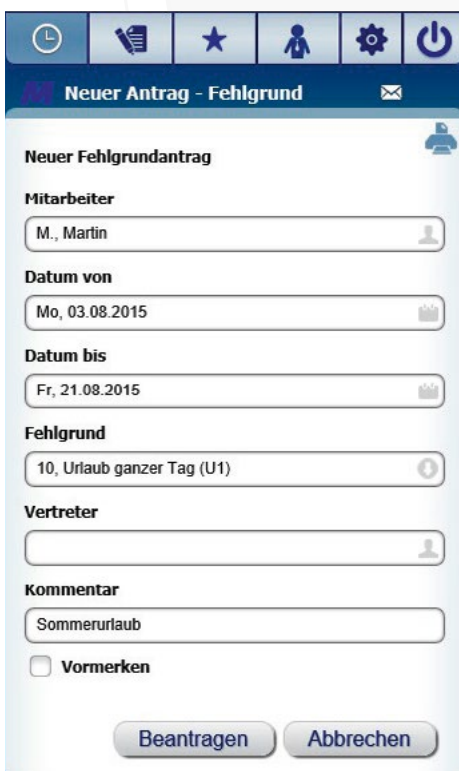 Neuer Antrag - Fehlgrund
Neuer Fehlgrundantrag
Mitarbeiter
M., Martin
Datum von
Mo, 03.08.2015
Datum bis
Fr, 21.08.2015
Fehlgrund
10, Urlaub ganzer Tag (U1)
Vertreter
Kommentar
Sommerurlaub
Vormerken
Beantragen Abbrechen